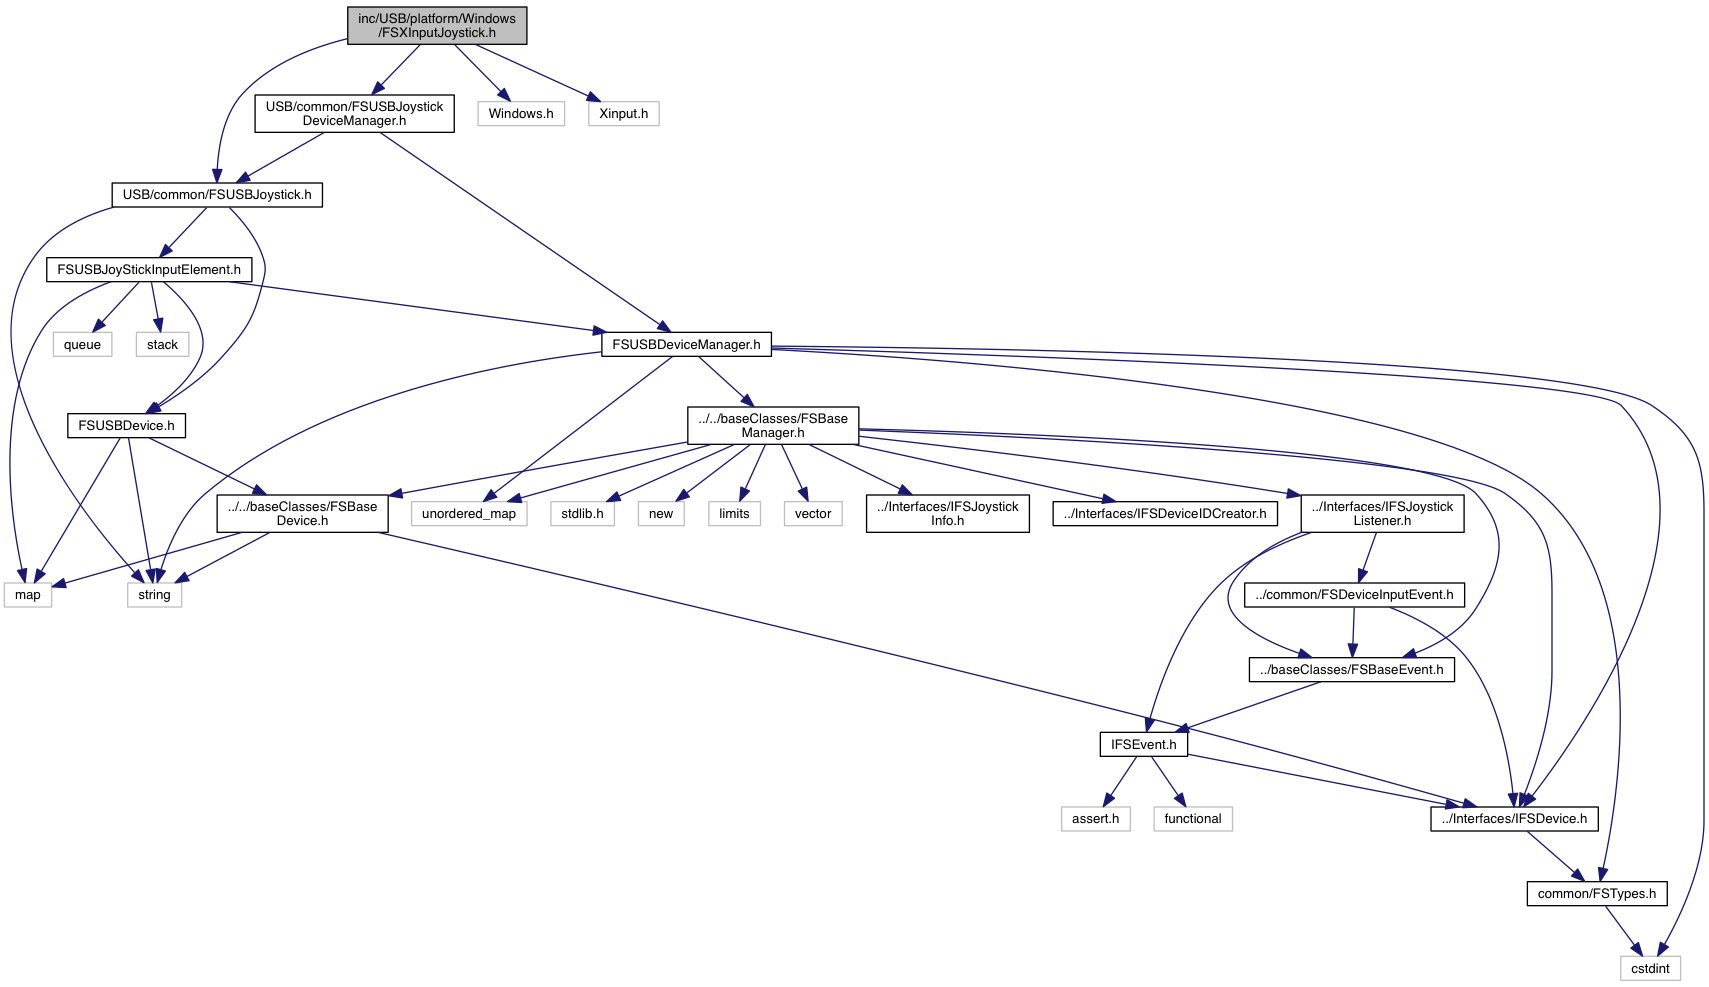 inc/USB/platform/Windows
/FSXInputJoystick.h
USB/common/FSUSBJoystick
DeviceManager.h
Windows.h
Xinput.h
USB/common/FSUSBJoystick.h
FSUSBJoyStickInputElement.h
queue
stack
FSUSBDeviceManager.h
FSUSBDevice.h
../../baseClasses/FSBase
Manager.h
../../baseClasses/FSBase
Device.h
unordered_map
stdlib.h
new
limits
vector
../Interfaces/IFSJoystick
Info.h
../Interfaces/IFSDeviceIDCreator.h
../Interfaces/IFSJoystick
Listener.h
map
string
../common/FSDeviceInputEvent.h
../baseClasses/FSBaseEvent.h
IFSEvent.h
assert.h
functional
../Interfaces/IFSDevice.h
common/FSTypes.h
cstdint